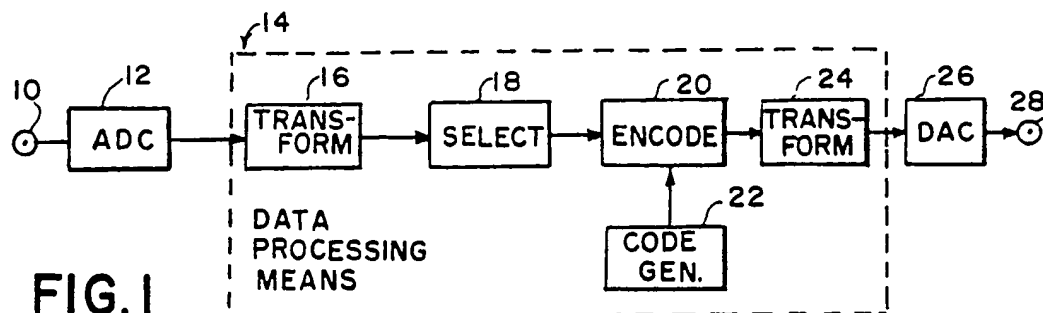 14
10
12
16
18
20
24
26
28
ADC
TRANS-
FORM
SELECT
ENCODE
TRANS-
FORM
DAC
22
CODE
GEN.
DATA
PROCESSING
MEANS
FIG. 1